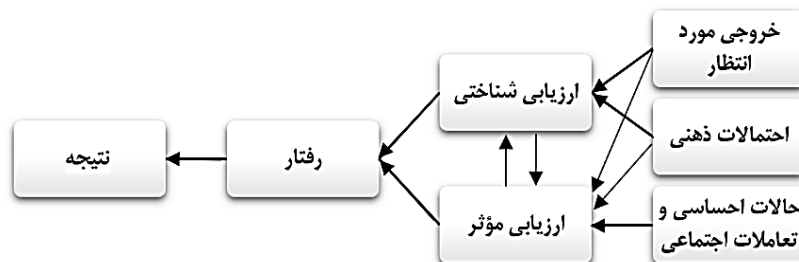 خروجی مورد
انتظار
احتمالات ذهنی
حالات احساسی و
تعاملات اجتماعی
ارزیابی شناختی
ارزیابی مؤثر
رفتار
نتیجه